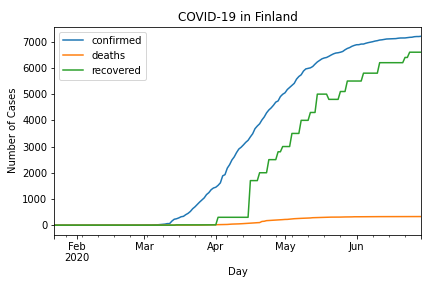 COVID-19 in Finland
confirmed
deaths
recovered
Number of Cases
7000
6000
5000
4000
3000
2000
1000
0
Feb Mar Apr May Jun
2020
Day